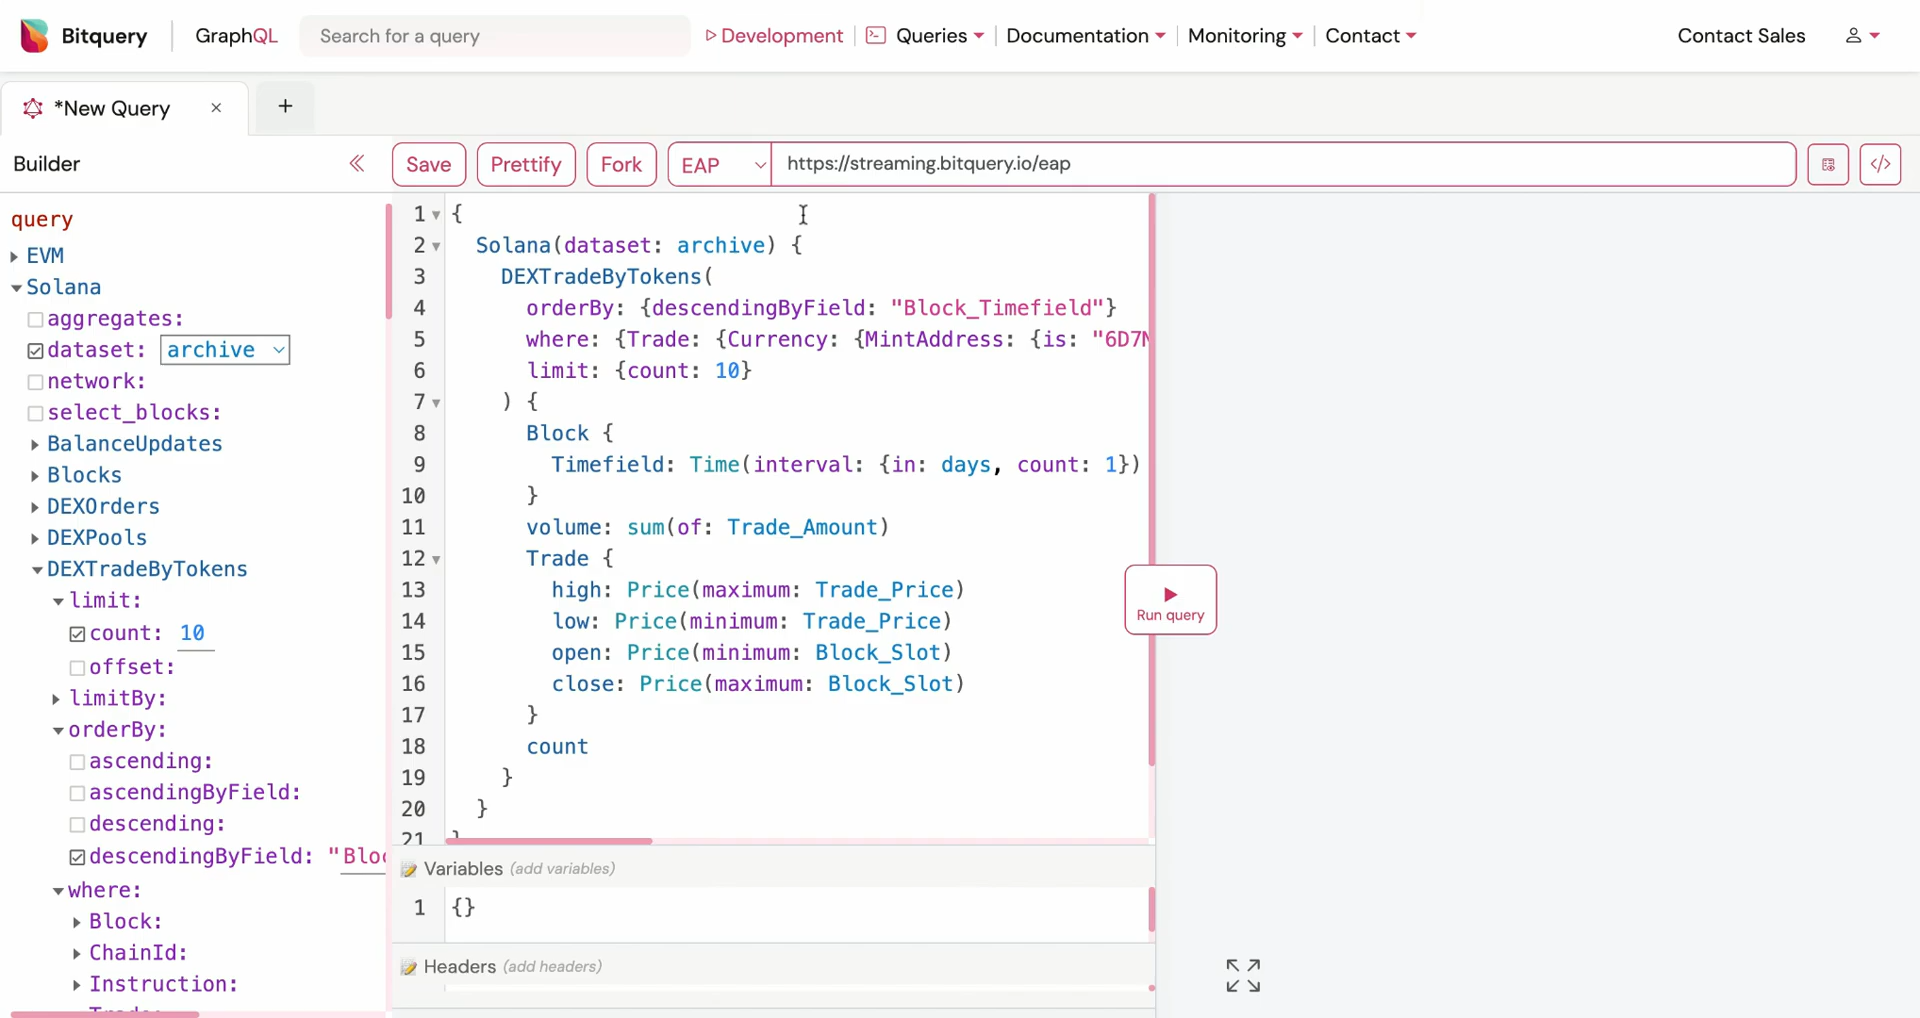 Bitquery GraphQL Search for a query Development Queries Documentation Monitoring Contact Contact Sales
*New Query × +
Builder Save Prettify Fork EAP https://streaming.bitquery.io/eap
query
EVM
Solana
aggregates:
dataset: archive
network:
select_blocks:
BalanceUpdates
Blocks
DEXOrders
DEXPools
DEXTradeByTokens
limit:
count: 10
offset:
limitBy:
orderBy:
ascending:
ascendingByField:
descending:
descendingByField: "Bloc
where:
Block:
ChainId:
Instruction:
1 {
2 Solana(dataset: archive) {
3 DEXTradeByTokens(
4 orderBy: {descendingByField: "Block_Timefield"}
5 where: {Trade: {Currency: {MintAddress: {is: "6D7N
6 limit: {count: 10}
7 ) {
8 Block {
9 Timefield: Time(interval: {in: days, count: 1})
10 }
11 volume: sum(of: Trade_Amount)
12 Trade {
13 high: Price(maximum: Trade_Price)
14 low: Price(minimum: Trade_Price)
15 open: Price(minimum: Block_Slot)
16 close: Price(maximum: Block_Slot)
17 }
18 count
19 }
20 }
21 }
Variables (add variables)
1 {}
Headers (add headers)
Run query